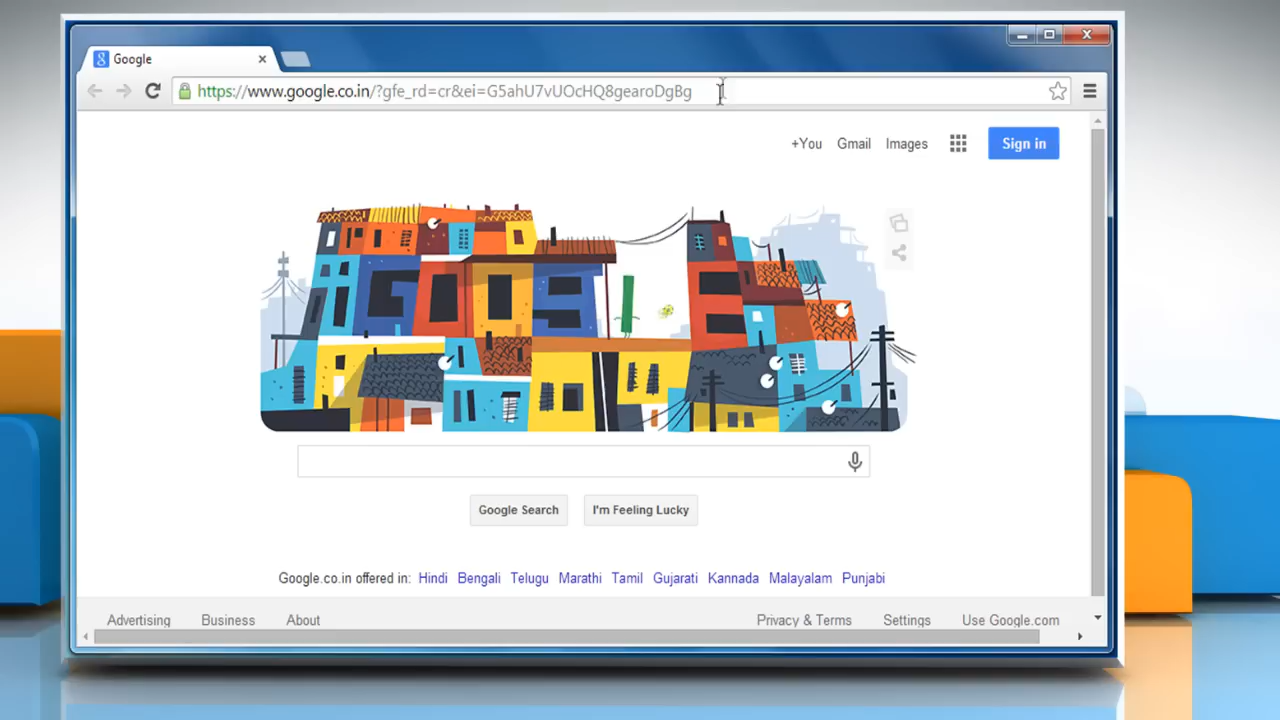 Google
https://www.google.co.in/?gfe_rd=cr&ei=G5ahU7vUOcHQ8gearoDgBg
+You Gmail Images Sign in
Google Search I'm Feeling Lucky
Google.co.in offered in: Hindi Bengali Telugu Marathi Tamil Gujarati Kannada Malayalam Punjabi
Advertising Business About Privacy & Terms Settings Use Google.com